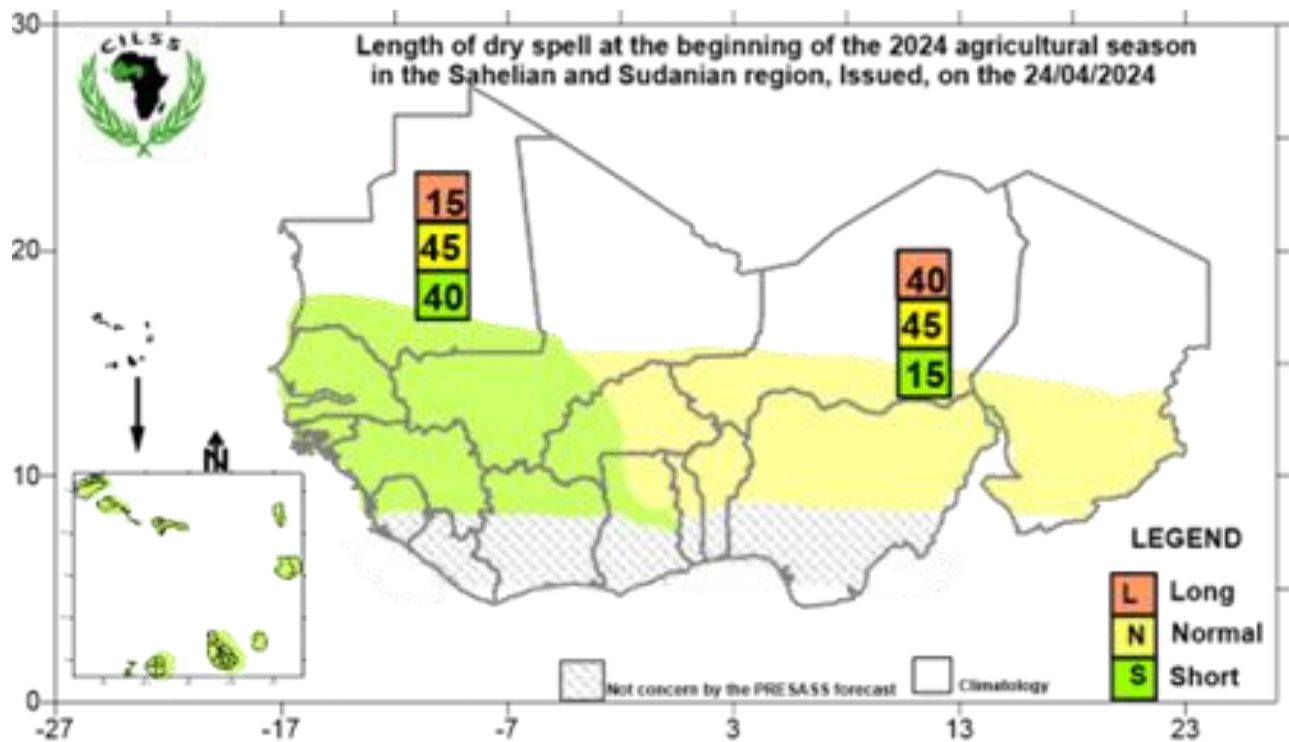 30
CILSS
Length of dry spell at the beginning of the 2024 agricultural season
in the Sahelian and Sudanian region, Issued, on the 24/04/2024
15
45
40
20
40
45
15
N
10
LEGEND
L Long
N Normal
S Short
Not concern by the PRESASS forecast
Climatology
0
-27 -17 -7 3 13 23